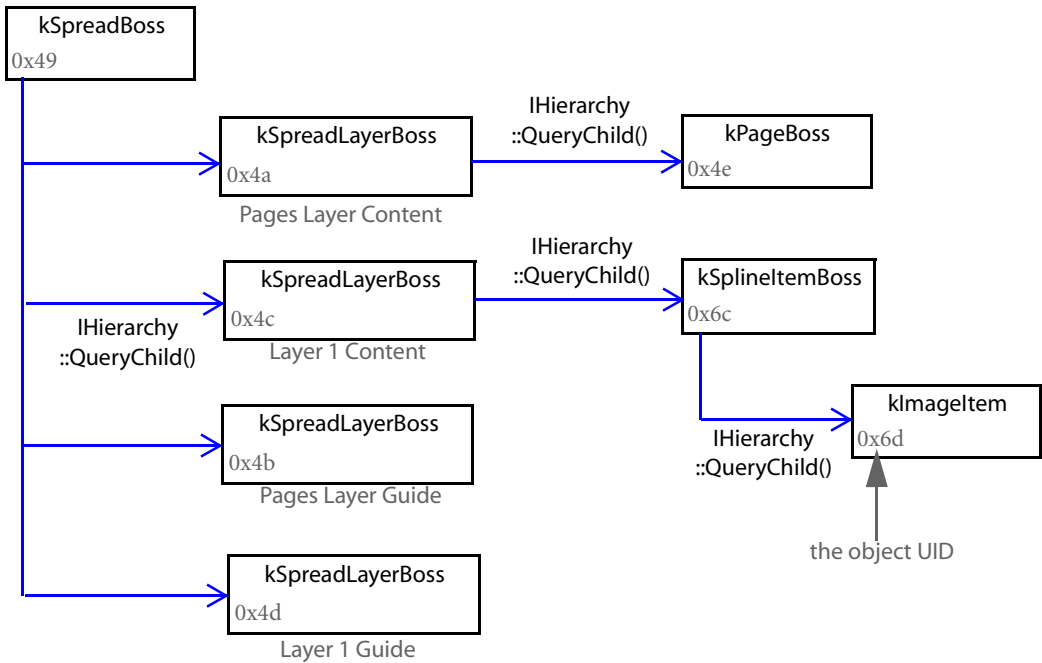 kSpreadBoss
0x49
kSpreadLayerBoss
0x4a
Pages Layer Content
IHierarchy
::QueryChild()
kPageBoss
0x4e
kSpreadLayerBoss
0x4c
Layer 1 Content
IHierarchy
::QueryChild()
IHierarchy
::QueryChild()
kSplineItemBoss
0x6c
kSpreadLayerBoss
0x4b
Pages Layer Guide
IHierarchy
::QueryChild()
kImageItem
0x6d
the object UID
kSpreadLayerBoss
0x4d
Layer 1 Guide